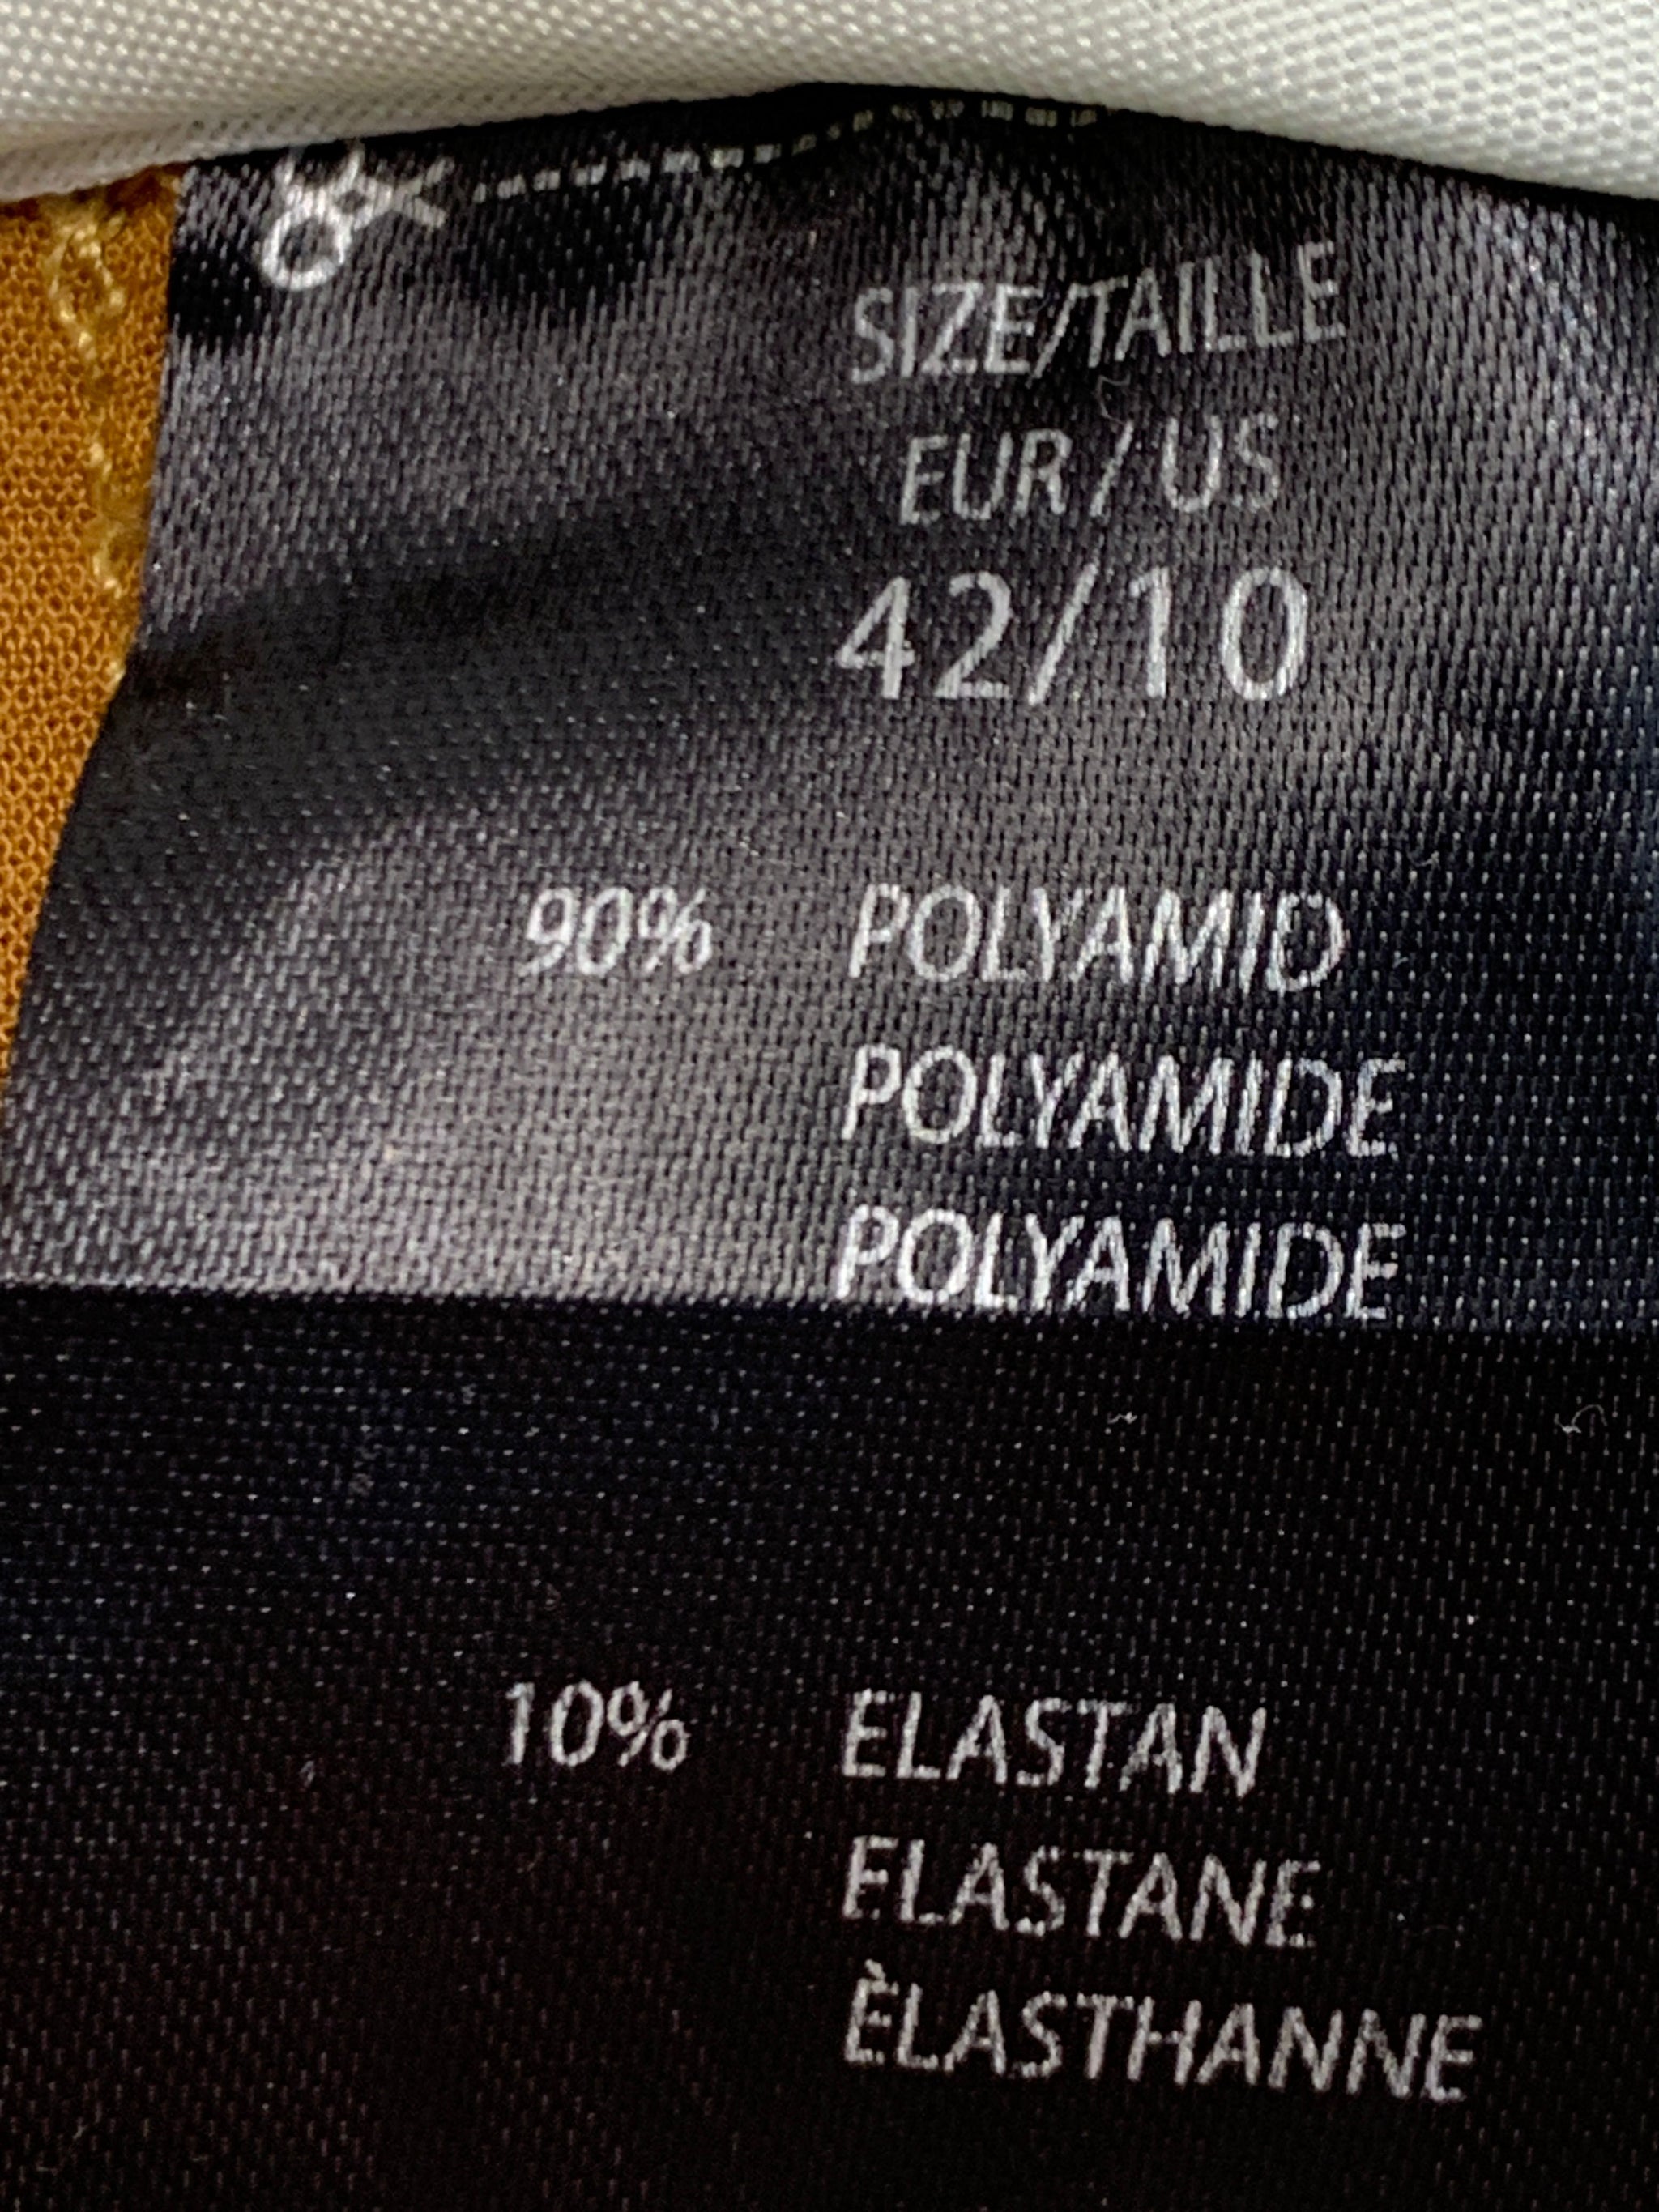 SIZE/TAILLE
EUR / US
42/10
90% POLYAMID
POLYAMIDE
POLYAMIDE
10% ELASTAN
ELASTANE
ÈLASTHANNE